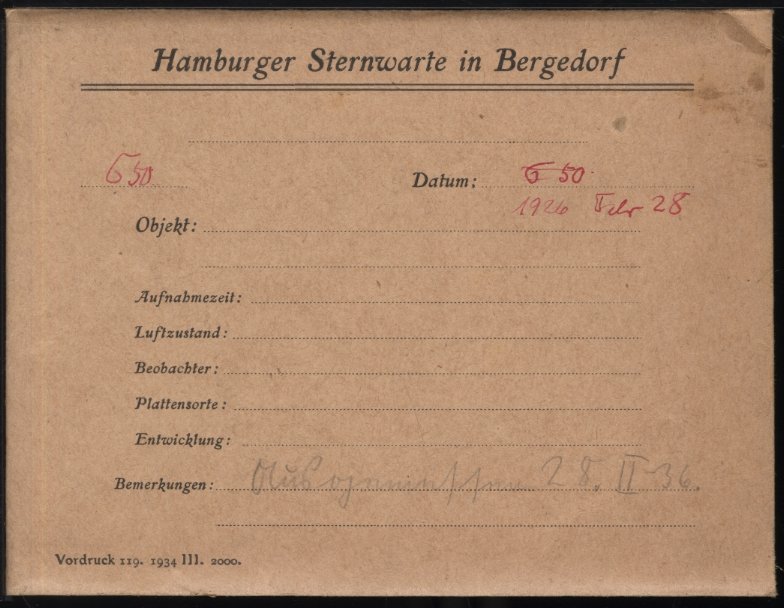 Hamburger Sternwarte in Bergedorf
G 50
Datum: G 50
1926 Febr 28
Objekt:
Aufnahmezeit:
Luftzustand:
Beobachter:
Plattensorte:
Entwicklung:
Bemerkungen: Ausgemessen 28. II 36.
Vordruck 119. 1934 III. 2000.